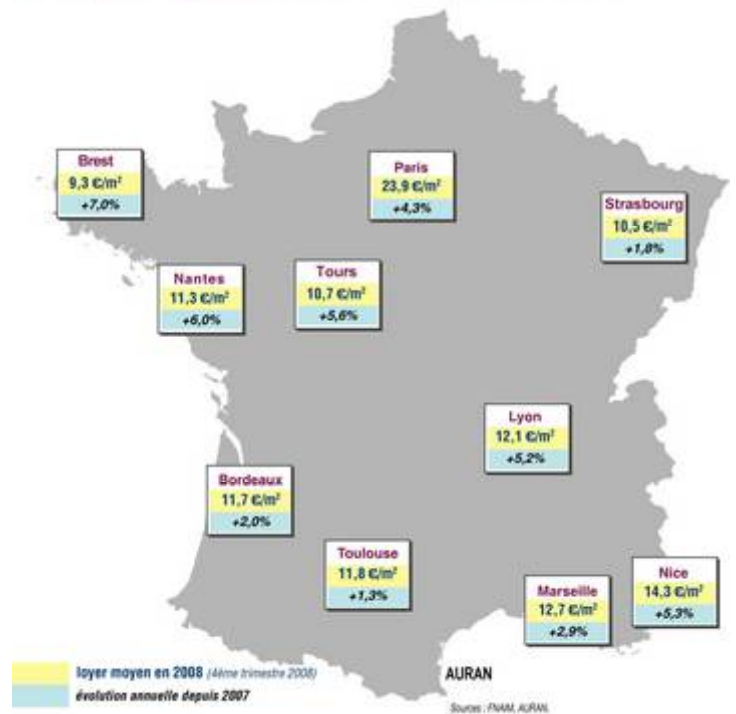 Brest
9,3 €/m²
+7,0%
Paris
23,9 €/m²
+4,3%
Strasbourg
10,5 €/m²
+1,8%
Nantes
11,3 €/m²
+6,0%
Tours
10,7 €/m²
+5,6%
Lyon
12,1 €/m²
+5,2%
Bordeaux
11,7 €/m²
+2,0%
Toulouse
11,8 €/m²
+1,3%
Marseille
12,7 €/m²
+2,9%
Nice
14,3 €/m²
+5,3%
loyer moyen en 2008 (4ème trimestre 2008)
évolution annuelle depuis 2007
AURAN
Sources : FNAIM, AURAN.